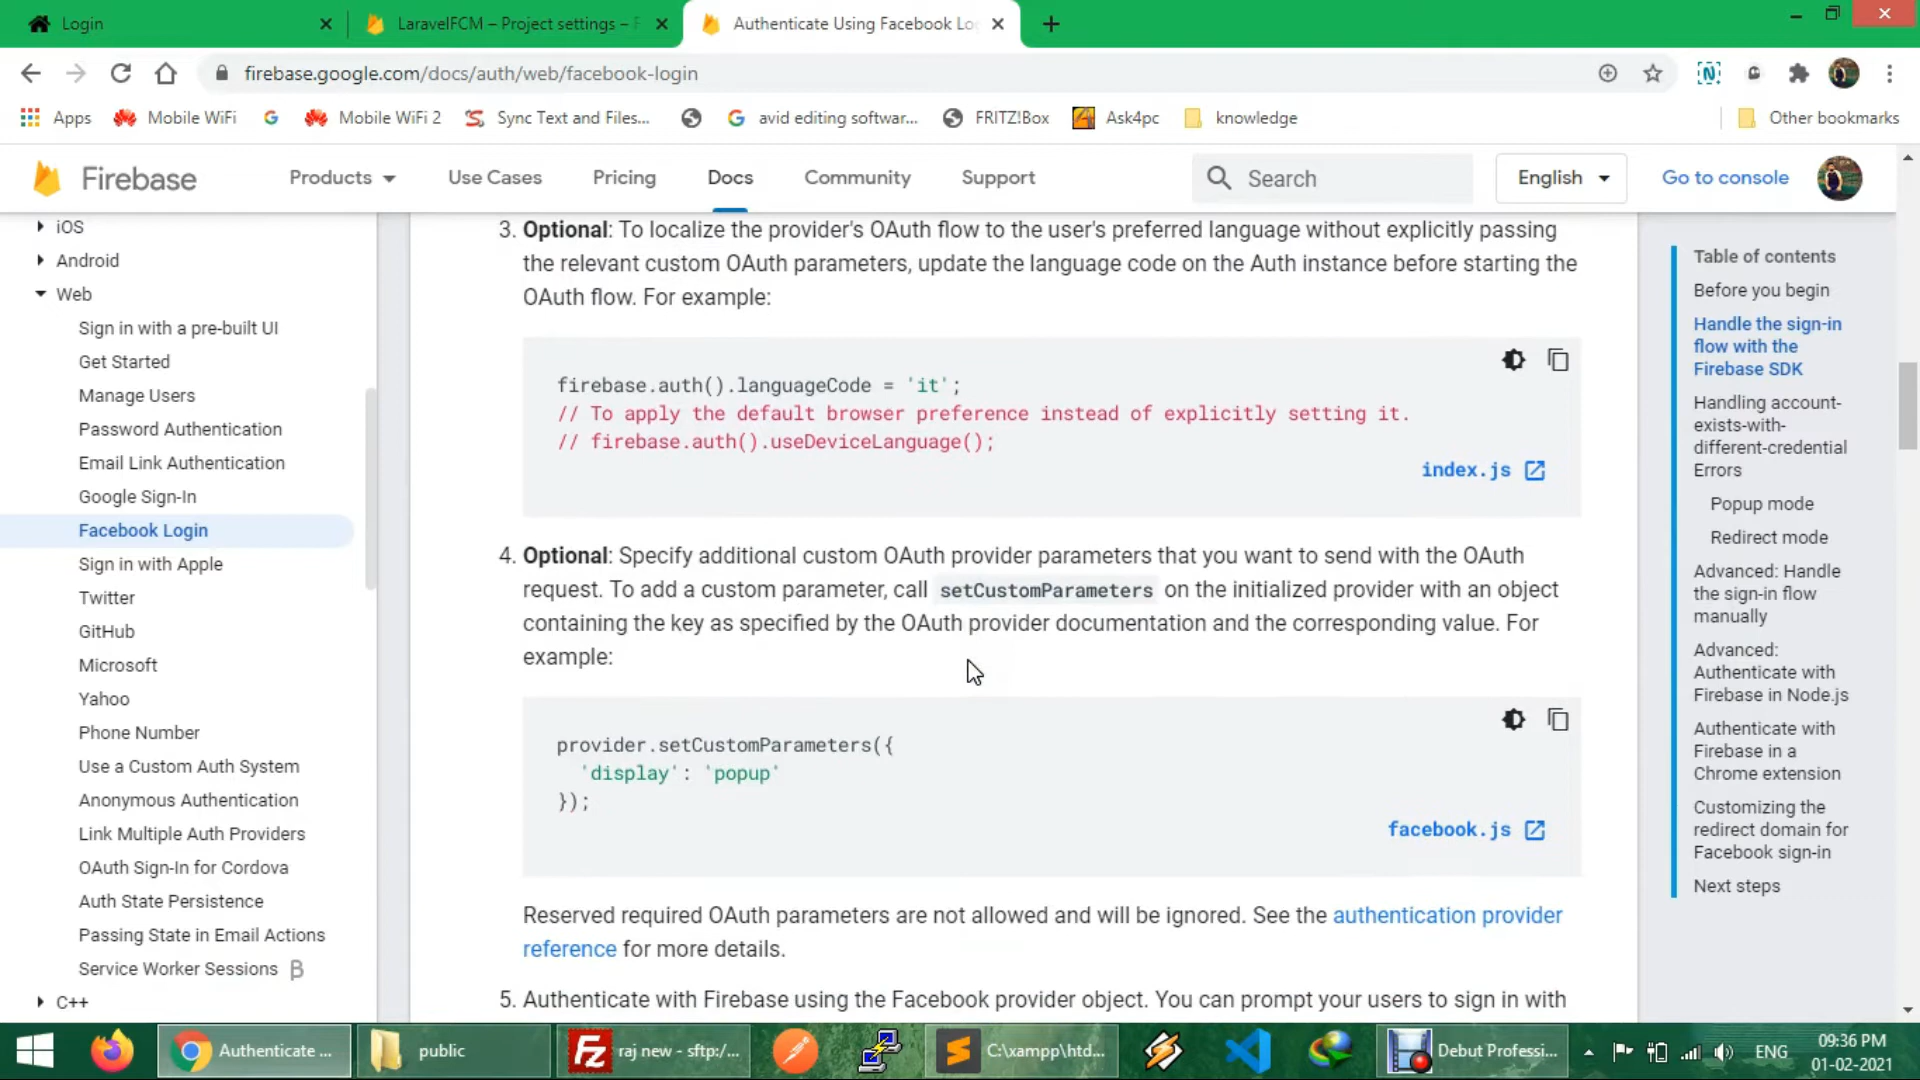 Login
LaravelFCM – Project settings – F
Authenticate Using Facebook Lo
firebase.google.com/docs/auth/web/facebook-login
Apps
Mobile WiFi
Mobile WiFi 2
Sync Text and Files...
avid editing softwar...
FRITZ!Box
Ask4pc
knowledge
Other bookmarks
Firebase
Products
Use Cases
Pricing
Docs
Community
Support
Search
English
Go to console
iOS
Android
Web
Sign in with a pre-built UI
Get Started
Manage Users
Password Authentication
Email Link Authentication
Google Sign-In
Facebook Login
Sign in with Apple
Twitter
GitHub
Microsoft
Yahoo
Phone Number
Use a Custom Auth System
Anonymous Authentication
Link Multiple Auth Providers
OAuth Sign-In for Cordova
Auth State Persistence
Passing State in Email Actions
Service Worker Sessions β
C++
3. Optional: To localize the provider's OAuth flow to the user's preferred language without explicitly passing
the relevant custom OAuth parameters, update the language code on the Auth instance before starting the
OAuth flow. For example:
firebase.auth().languageCode = 'it';
// To apply the default browser preference instead of explicitly setting it.
// firebase.auth().useDeviceLanguage();
index.js
4. Optional: Specify additional custom OAuth provider parameters that you want to send with the OAuth
request. To add a custom parameter, call setCustomParameters on the initialized provider with an object
containing the key as specified by the OAuth provider documentation and the corresponding value. For
example:
provider.setCustomParameters({
'display': 'popup'
});
facebook.js
Reserved required OAuth parameters are not allowed and will be ignored. See the authentication provider
reference for more details.
5. Authenticate with Firebase using the Facebook provider object. You can prompt your users to sign in with
Table of contents
Before you begin
Handle the sign-in
flow with the
Firebase SDK
Handling account-
exists-with-
different-credential
Errors
Popup mode
Redirect mode
Advanced: Handle
the sign-in flow
manually
Advanced:
Authenticate with
Firebase in Node.js
Authenticate with
Firebase in a
Chrome extension
Customizing the
redirect domain for
Facebook sign-in
Next steps
Authenticate ...
public
raj new - sftp:/...
C:\xampp\htd...
Debut Professi...
ENG
09:36 PM
01-02-2021